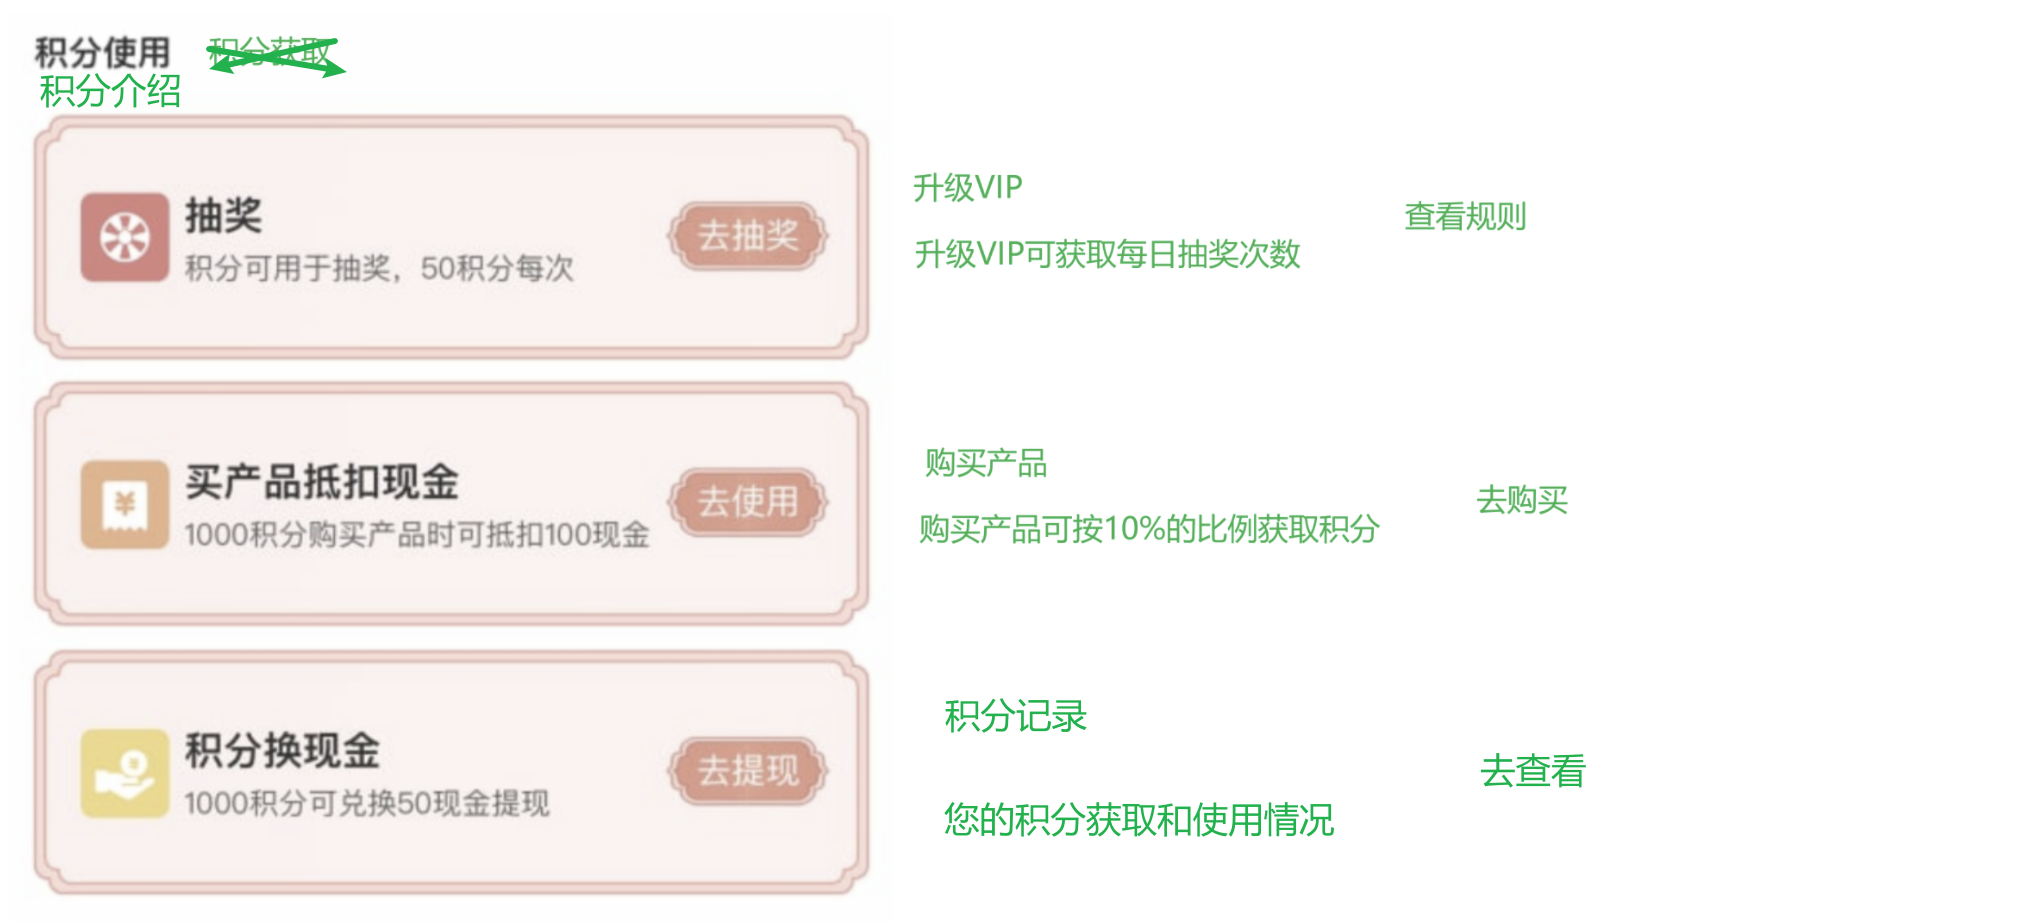 积分使用 积分获取
积分介绍
抽奖
积分可用于抽奖，50积分每次
去抽奖
升级VIP
升级VIP可获取每日抽奖次数
查看规则
买产品抵扣现金
1000积分购买产品时可抵扣100现金
去使用
购买产品
购买产品可按10%的比例获取积分
去购买
积分换现金
1000积分可兑换50现金提现
去提现
积分记录
您的积分获取和使用情况
去查看